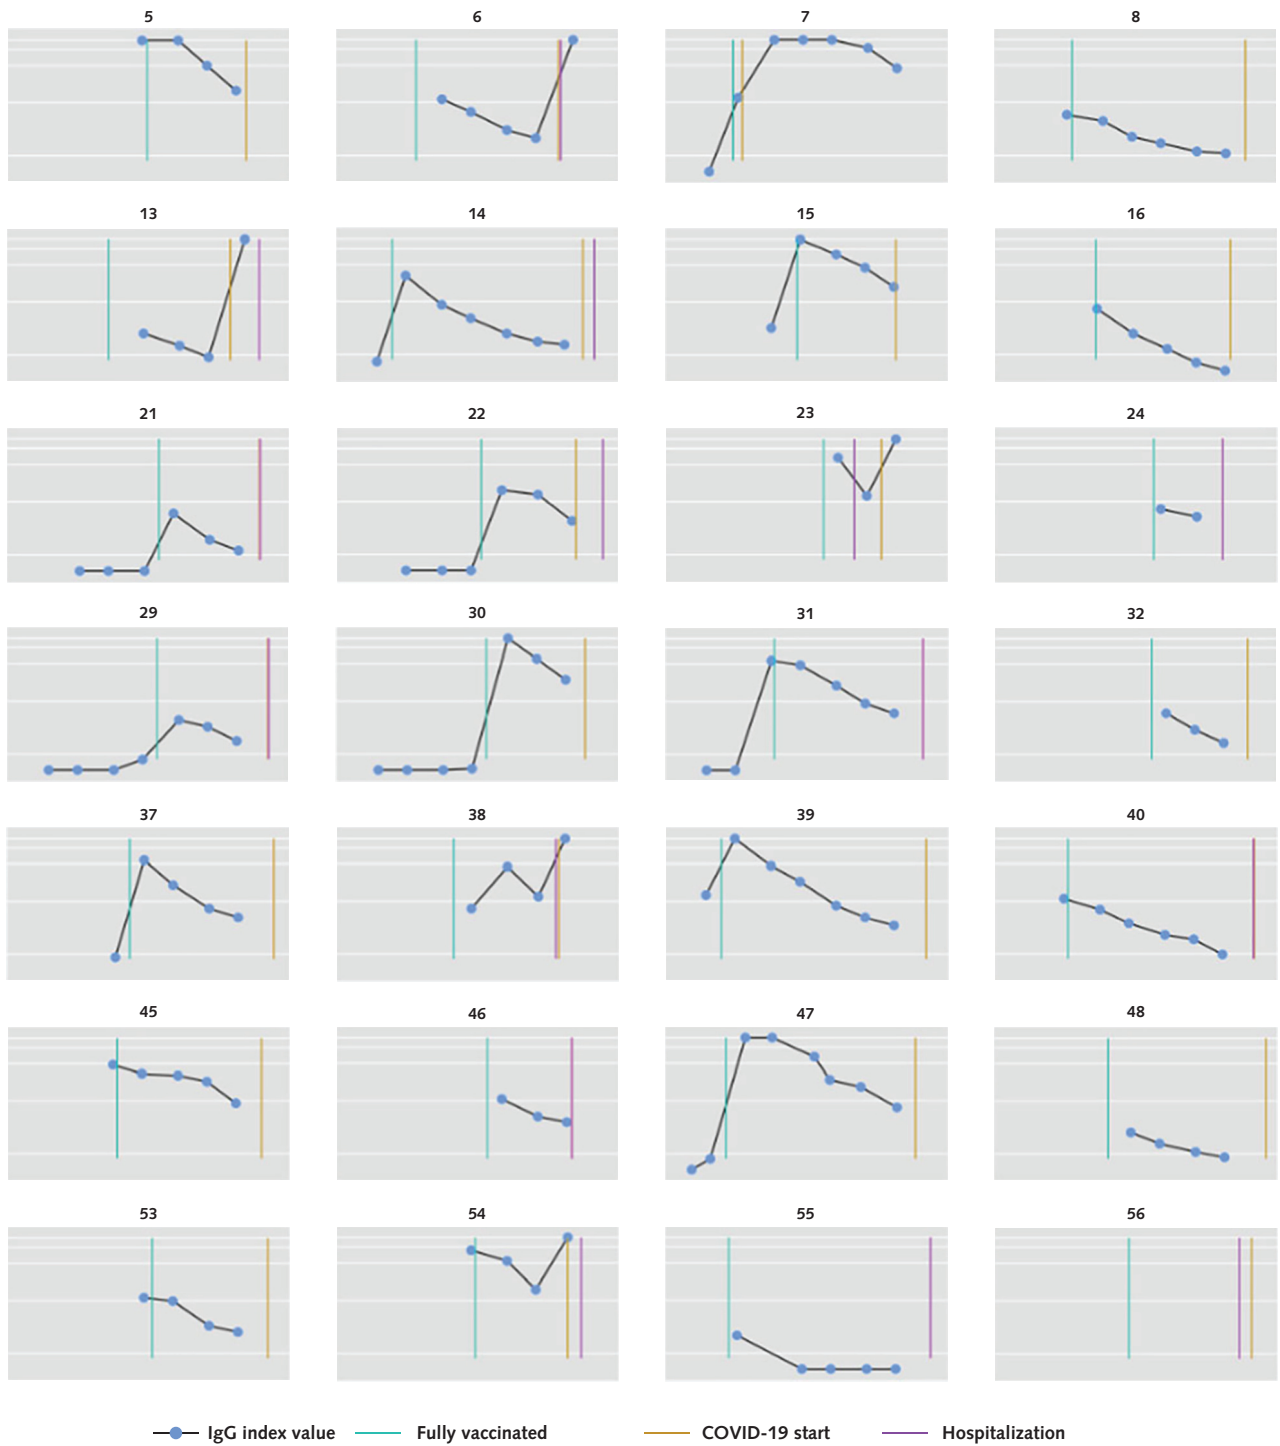 5 6 7 8
13 14 15 16
21 22 23 24
29 30 31 32
37 38 39 40
45 46 47 48
53 54 55 56
IgG index value Fully vaccinated COVID-19 start Hospitalization